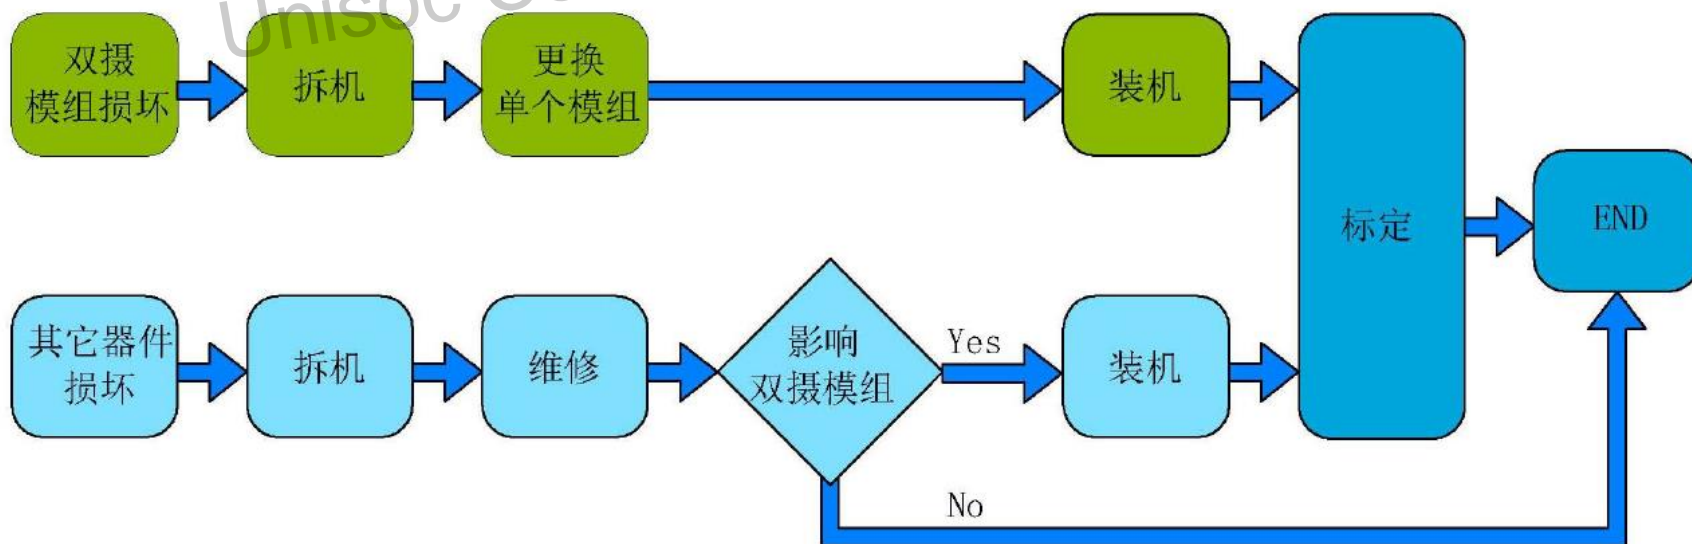 双摄
模组损坏
拆机
更换
单个模组
装机
标定
END
其它器件
损坏
拆机
维修
影响
双摄模组
Yes
装机
No
Unisoc